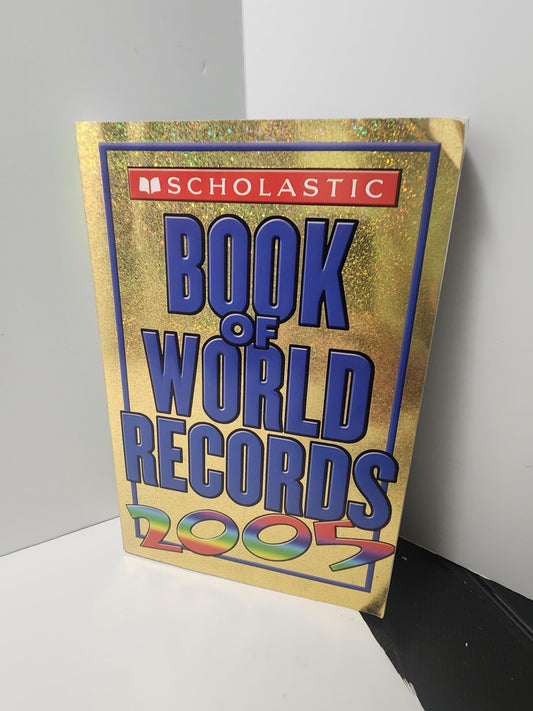 SCHOLASTIC
BOOK
OF
WORLD
RECORDS
2005